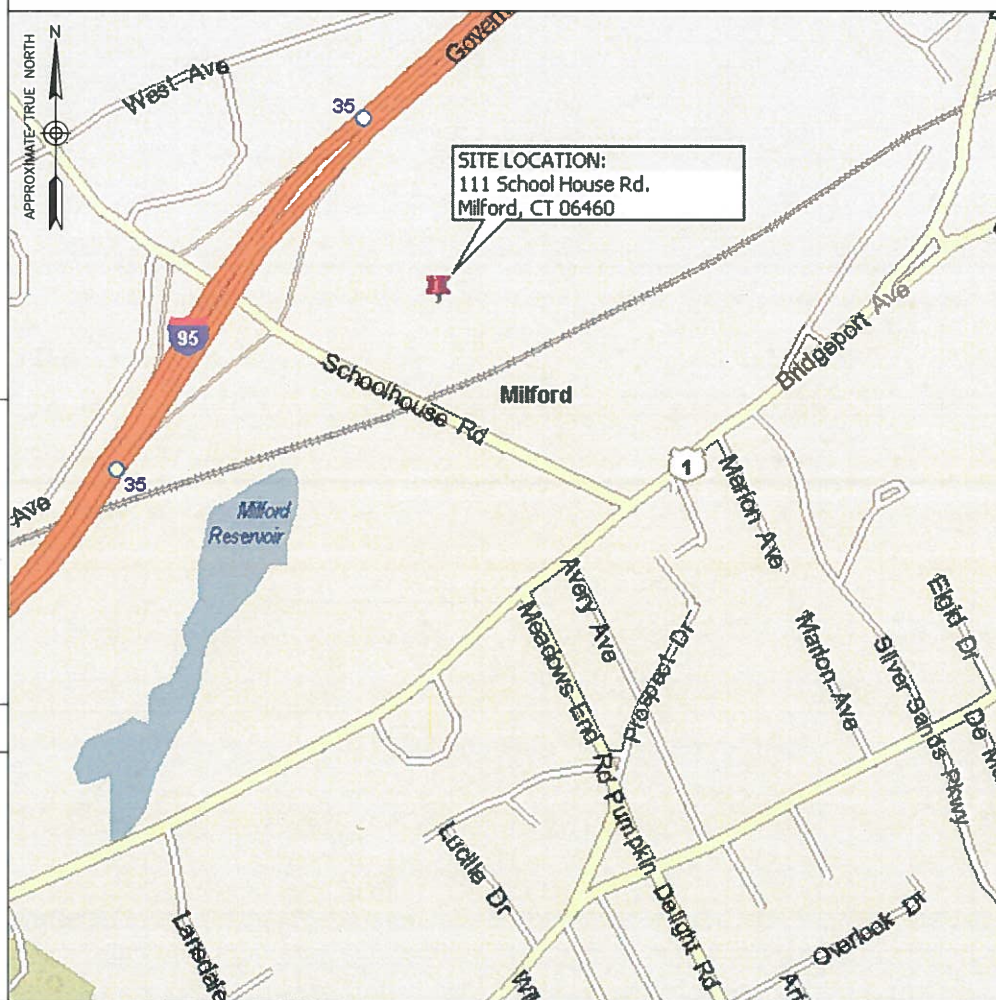 APPROXIMATE TRUE NORTH
N
West Ave
35
SITE LOCATION:
111 School House Rd.
Milford, CT 06460
95
Schoolhouse Rd
Milford
Bridgeport Ave
1
35
Ave
Milford
Reservoir
Marion Ave
Avery Ave
Meadows End Rd
Prospect Dr
Marion Ave
Silver Sands Pkwy
Elgid Dr
Pumpkin Delight Rd
Lucille Dr
Lansdale
Overlook Dr